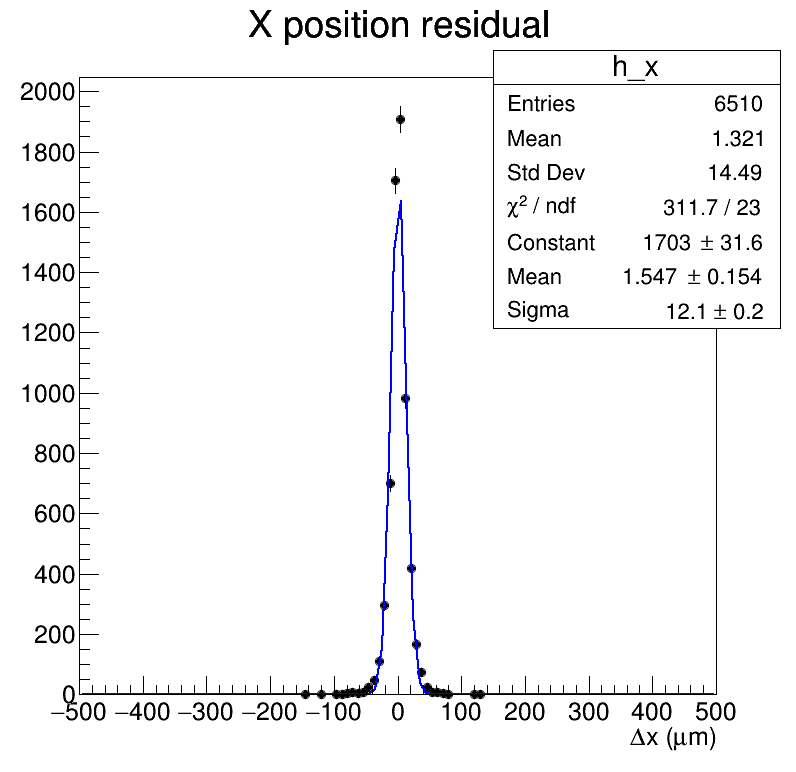 X position residual
h_x
Entries 6510
Mean 1.321
Std Dev 14.49
χ² / ndf 311.7 / 23
Constant 1703 ± 31.6
Mean 1.547 ± 0.154
Sigma 12.1 ± 0.2
2000
1800
1600
1400
1200
1000
800
600
400
200
0
−500 −400 −300 −200 −100 0 100 200 300 400 500
Δx (μm)